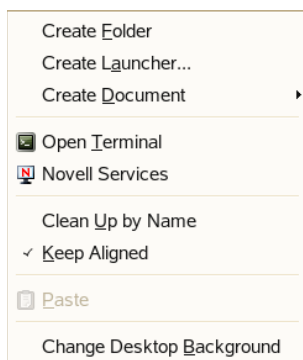 Create Folder
Create Launcher...
Create Document
Open Terminal
Novell Services
Clean Up by Name
Keep Aligned
Paste
Change Desktop Background